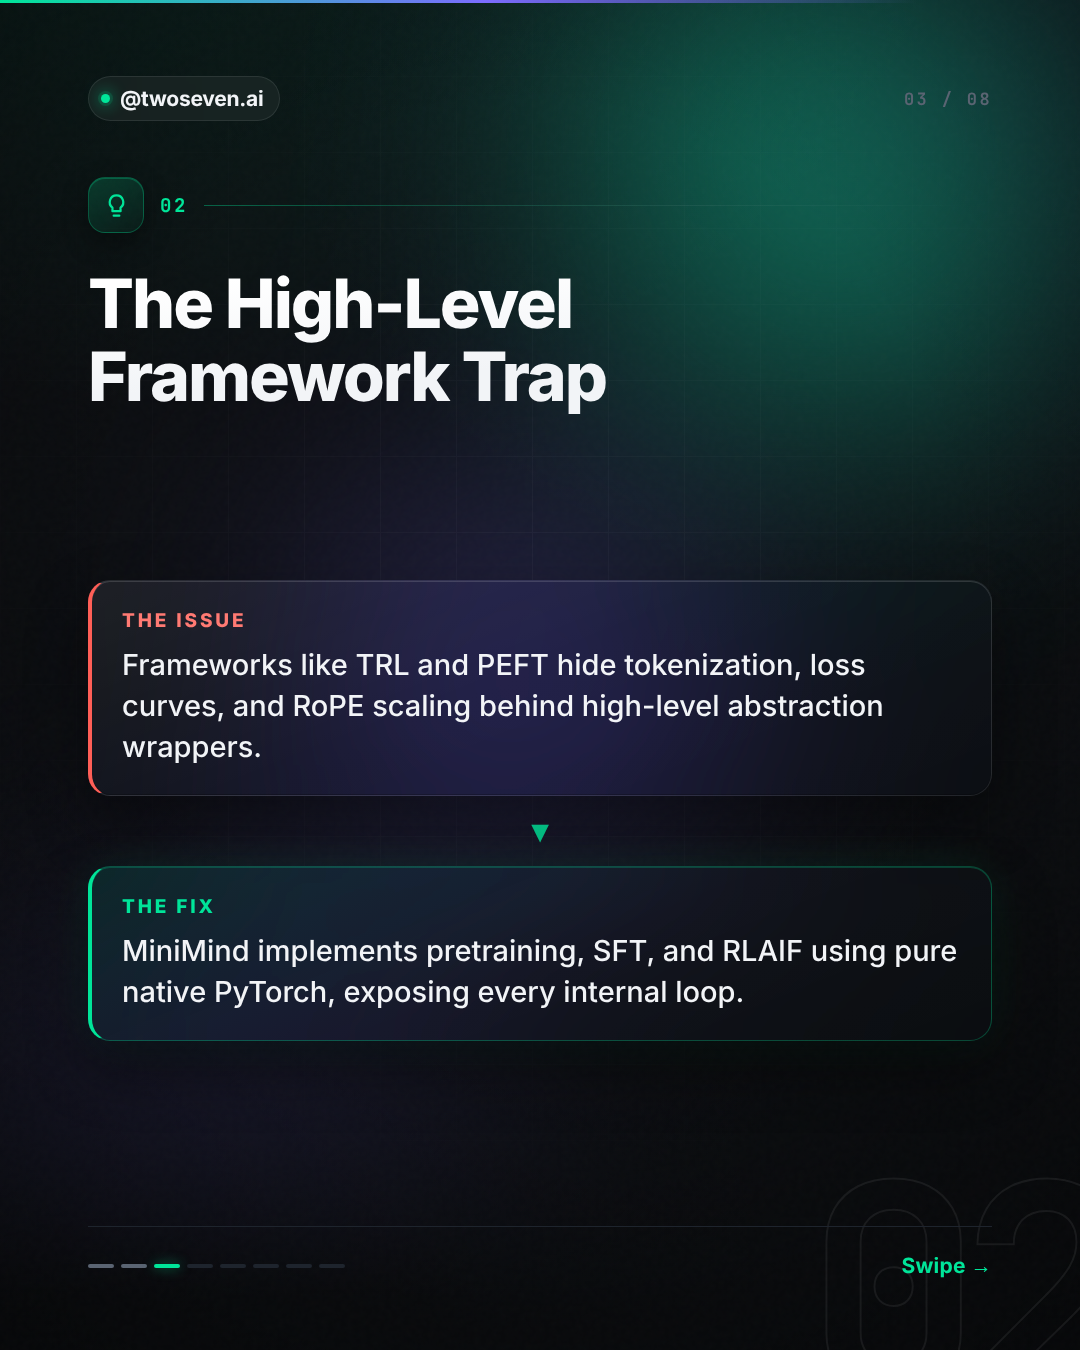 @twoseven.ai
03 / 08
02
The High-Level
Framework Trap
THE ISSUE
Frameworks like TRL and PEFT hide tokenization, loss
curves, and RoPE scaling behind high-level abstraction
wrappers.
▼
THE FIX
MiniMind implements pretraining, SFT, and RLAIF using pure
native PyTorch, exposing every internal loop.
02
Swipe →